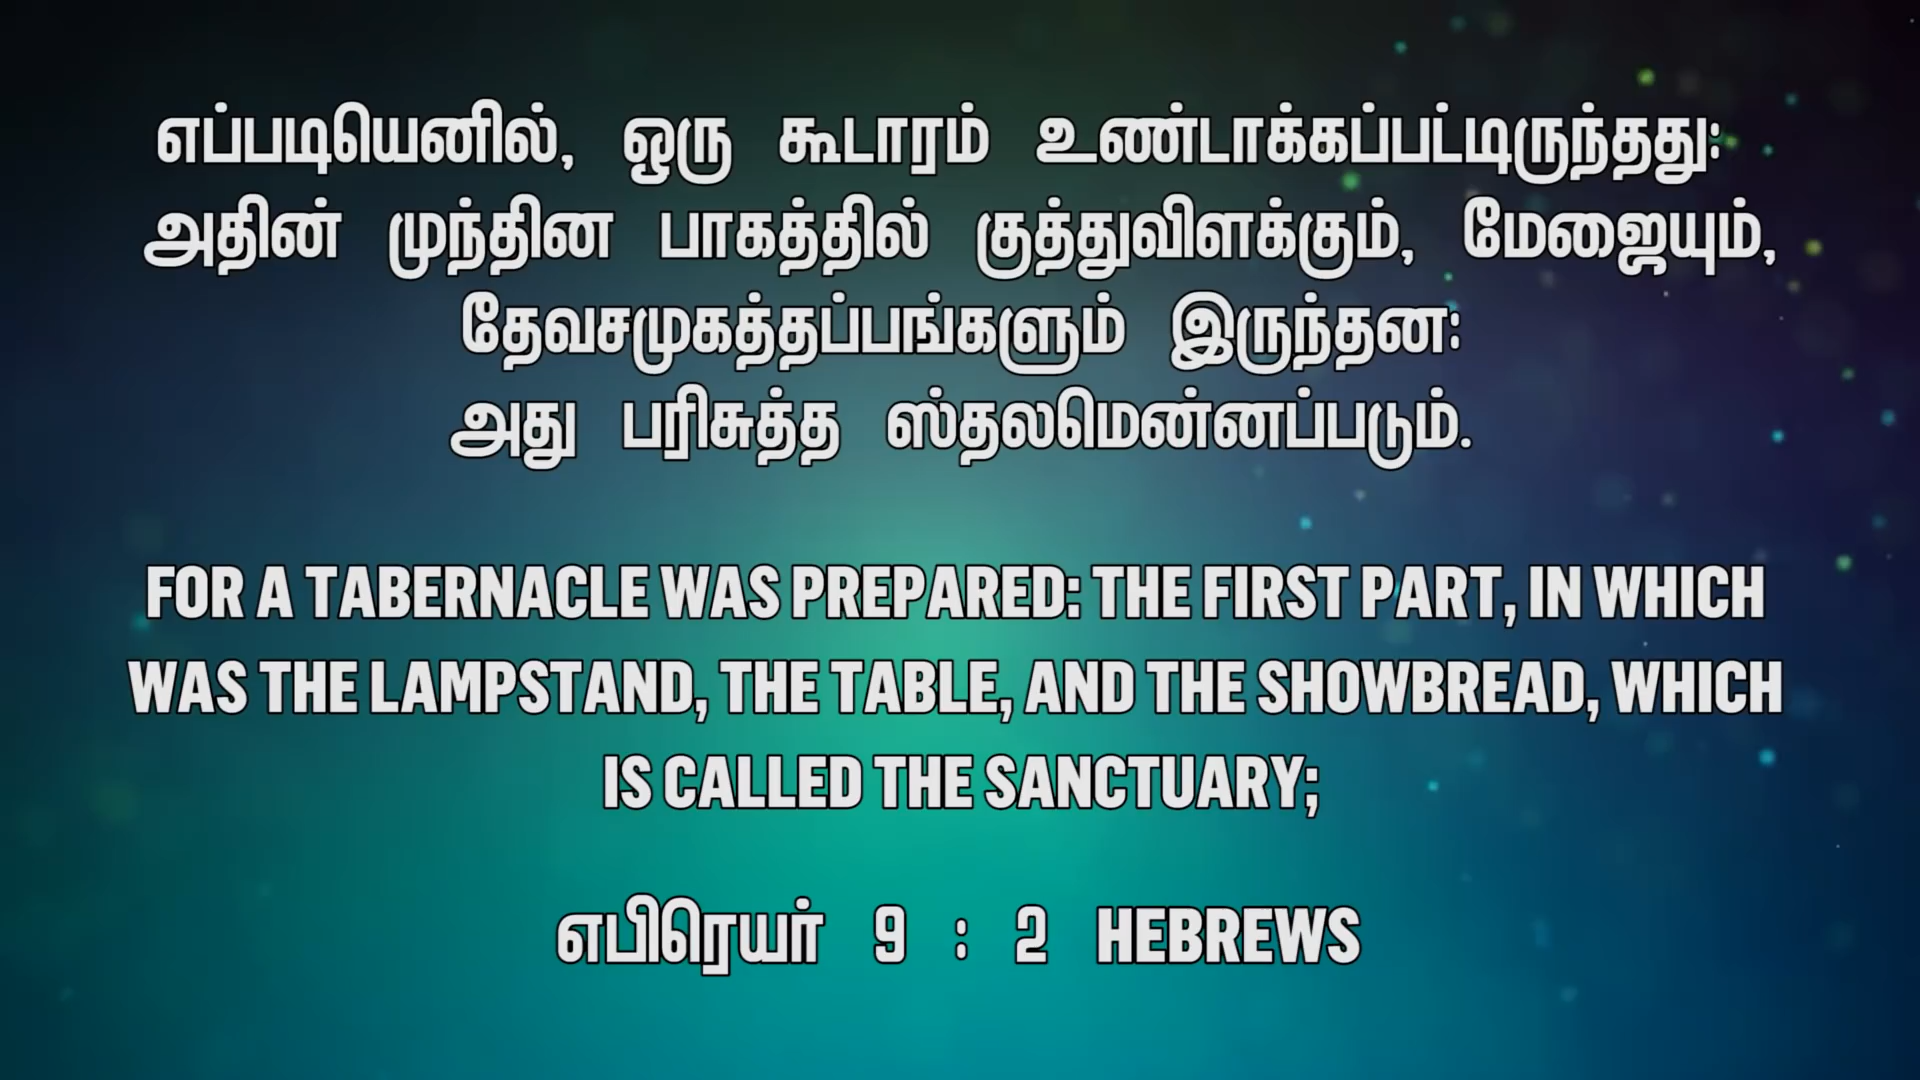 எப்படியெனில், ஒரு கூடாரம் உண்டாக்கப்பட்டிருந்தது:
அதின் முந்தின பாகத்தில் குத்துவிளக்கும், மேஜையும்,
தேவசமுகத்தப்பங்களும் இருந்தன:
அது பரிசுத்த ஸ்தலமென்னப்படும்.
FOR A TABERNACLE WAS PREPARED: THE FIRST PART, IN WHICH
WAS THE LAMPSTAND, THE TABLE, AND THE SHOWBREAD, WHICH
IS CALLED THE SANCTUARY;
எபிரெயர் 9 : 2 HEBREWS